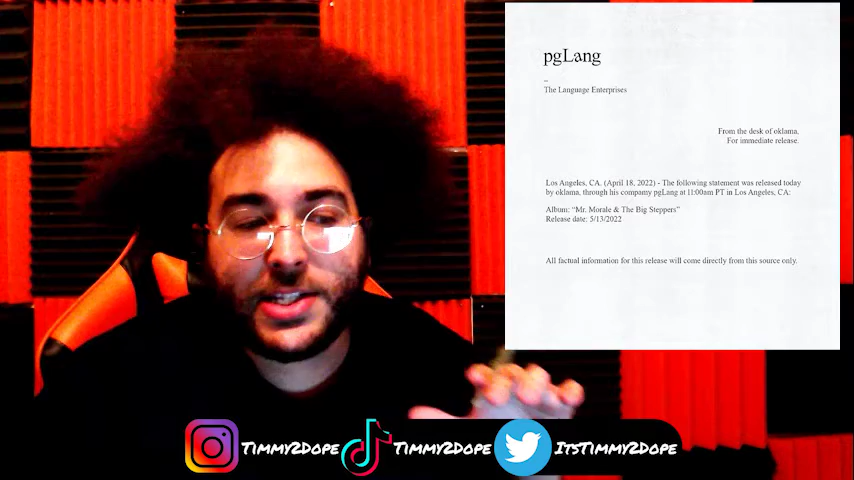 pgLang
–
The Language Enterprises
From the desk of oklama,
For immediate release.
Los Angeles, CA. (April 18, 2022) - The following statement was released today
by oklama, through his compamy pgLang at 11:00am PT in Los Angeles, CA:
Album: “Mr. Morale & The Big Steppers”
Release date: 5/13/2022
All factual information for this release will come directly from this source only.
Timmy2Dope Timmy2Dope ItsTimmy2Dope